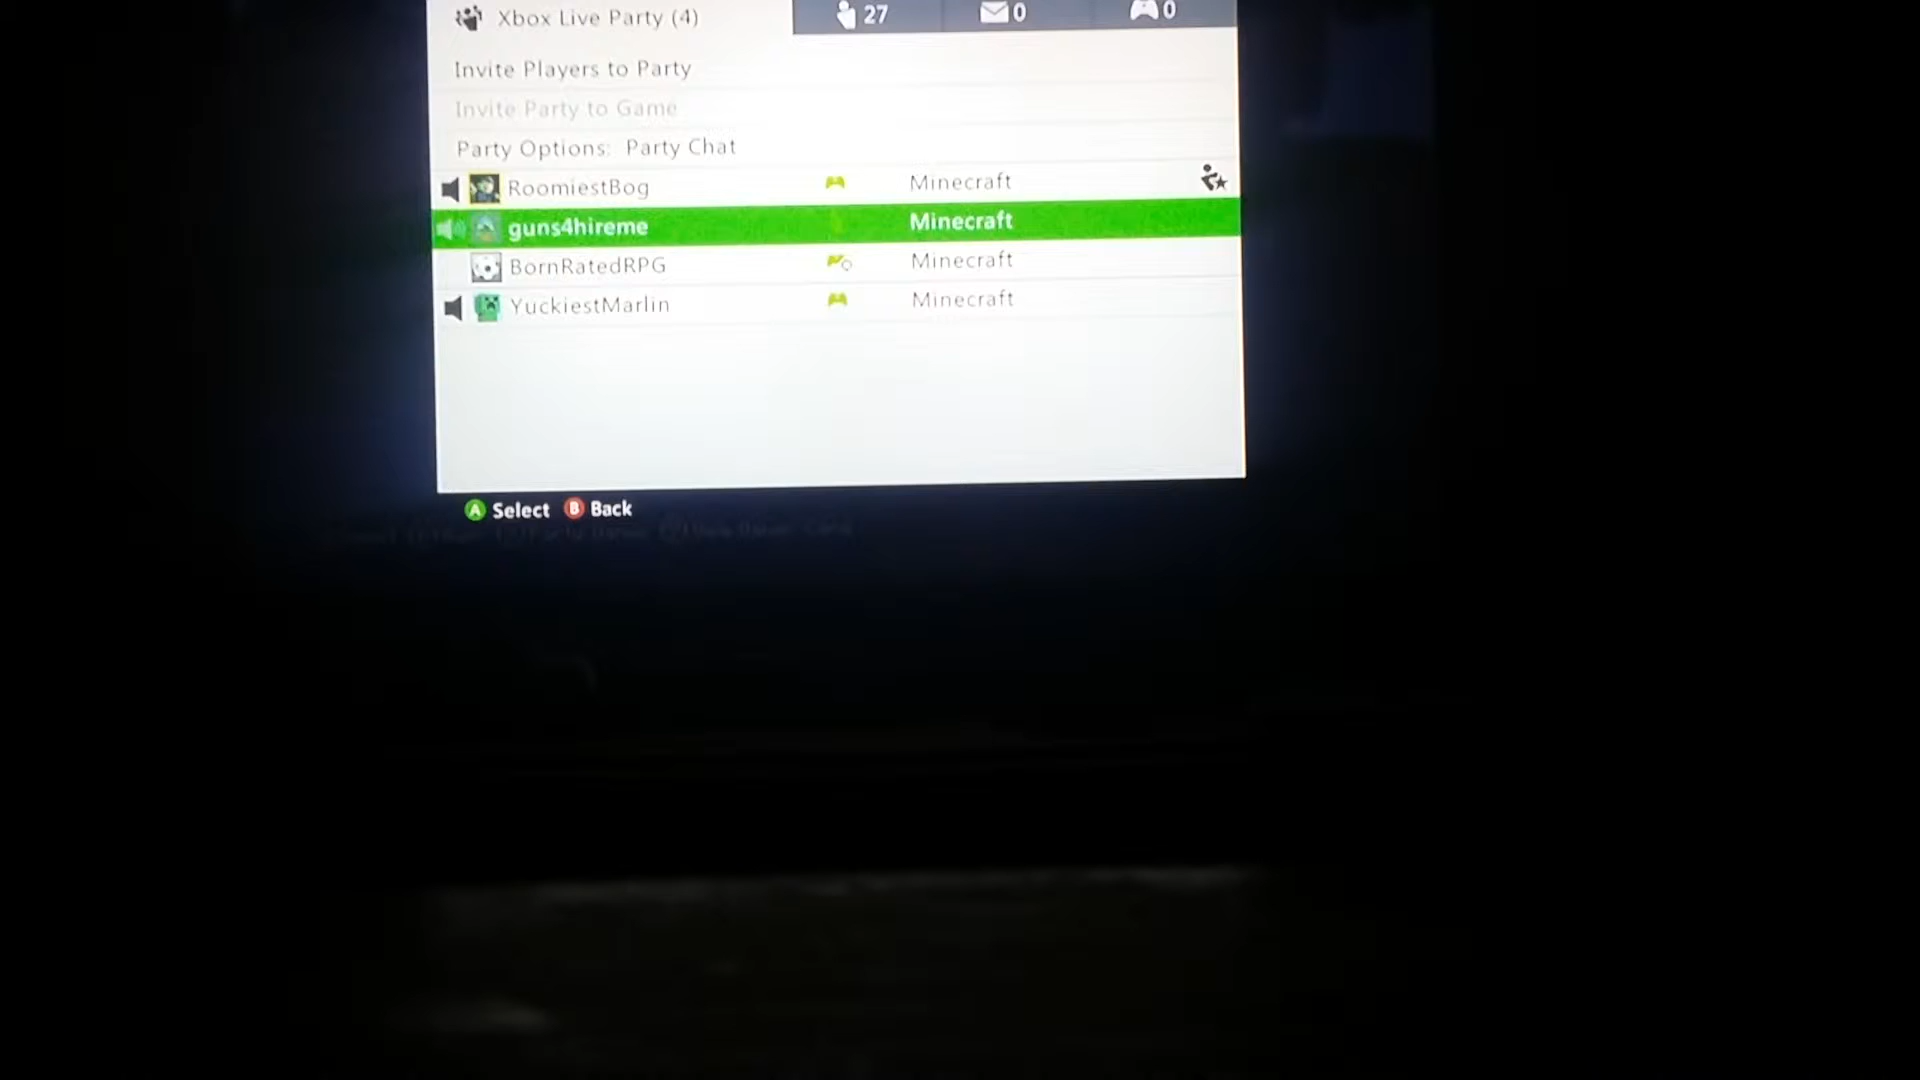 Xbox Live Party (4) 27 0 0
Invite Players to Party
Invite Party to Game
Party Options: Party Chat
RoomiestBog Minecraft
guns4hireme Minecraft
BornRatedRPG Minecraft
YuckiestMarlin Minecraft
A Select B Back